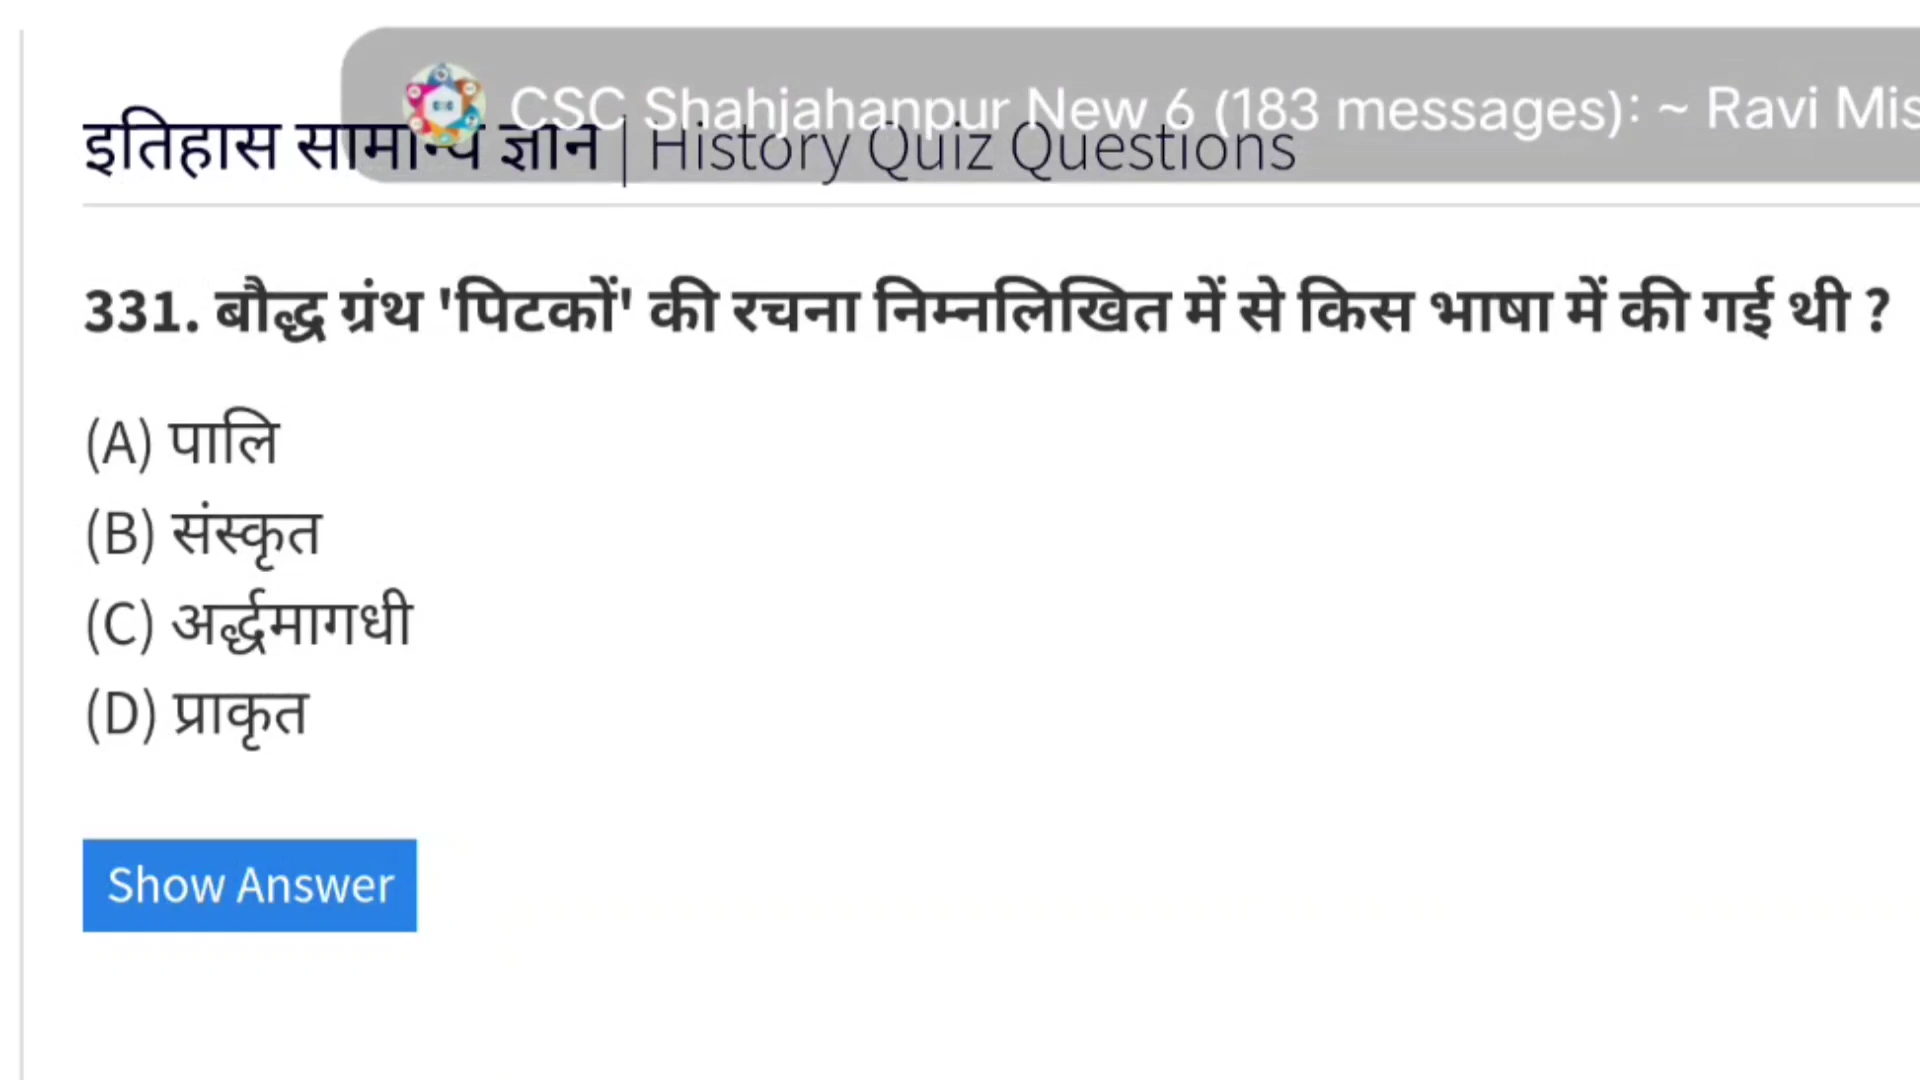 CSC Shahjahanpur New 6 (183 messages): ~ Ravi Mis
इतिहास सामान्य ज्ञान | History Quiz Questions
331. बौद्ध ग्रंथ 'पिटकों' की रचना निम्नलिखित में से किस भाषा में की गई थी ?
(A) पालि
(B) संस्कृत
(C) अर्द्धमागधी
(D) प्राकृत
Show Answer